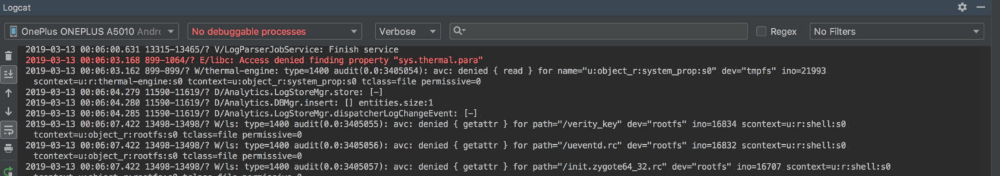 Logcat
OnePlus ONEPLUS A5010 Andro
No debuggable processes
Verbose
Regex
No Filters
2019-03-13 00:06:00.631 13315-13465/? V/LogParserJobService: Finish service
2019-03-13 00:06:03.168 899-1064/? E/libc: Access denied finding property "sys.thermal.para"
2019-03-13 00:06:03.162 899-899/? W/thermal-engine: type=1400 audit(0.0:3405054): avc: denied { read } for name="u:object_r:system_prop:s0" dev="tmpfs" ino=21993
scontext=u:r:thermal-engine:s0 tcontext=u:object_r:system_prop:s0 tclass=file permissive=0
2019-03-13 00:06:04.279 11590-11619/? D/Analytics.LogStoreMgr.store: [-]
2019-03-13 00:06:04.280 11590-11619/? D/Analytics.DBMgr.insert: [] entities.size:1
2019-03-13 00:06:04.285 11590-11619/? D/Analytics.LogStoreMgr.dispatcherLogChangeEvent: [-]
2019-03-13 00:06:07.422 13498-13498/? W/ls: type=1400 audit(0.0:3405055): avc: denied { getattr } for path="/verity_key" dev="rootfs" ino=16834 scontext=u:r:shell:s0
tcontext=u:object_r:rootfs:s0 tclass=file permissive=0
2019-03-13 00:06:07.422 13498-13498/? W/ls: type=1400 audit(0.0:3405056): avc: denied { getattr } for path="/ueventd.rc" dev="rootfs" ino=16832 scontext=u:r:shell:s0
tcontext=u:object_r:rootfs:s0 tclass=file permissive=0
2019-03-13 00:06:07.422 13498-13498/? W/ls: type=1400 audit(0.0:3405057): avc: denied { getattr } for path="/init.zygote64_32.rc" dev="rootfs" ino=16707 scontext=u:r:shell:s0